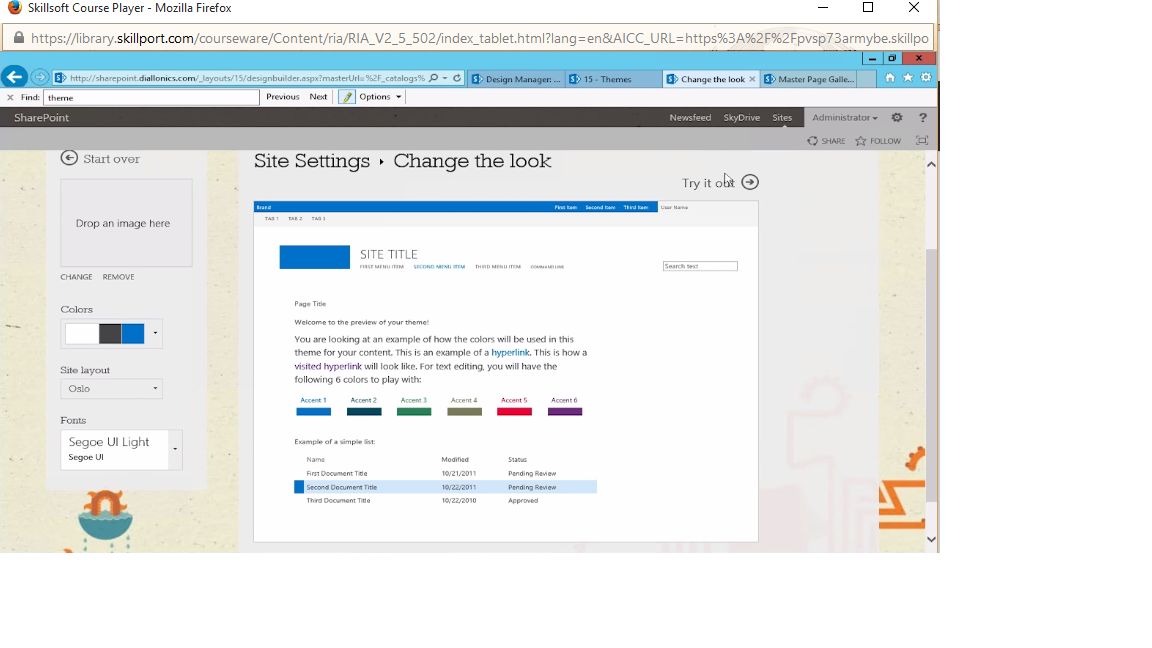 Skillsoft Course Player - Mozilla Firefox
https://library.skillport.com/courseware/Content/ria/RIA_V2_5_502/index_tablet.html?lang=en&AICC_URL=https%3A%2F%2Fpvsp73armybe.skillpo
http://sharepoint.diallonics.com/_layouts/15/designbuilder.aspx?masterUrl=%2F_catalogs% Design Manager: ... 15 - Themes Change the look Master Page Galle...
Find: theme Previous Next Options
SharePoint Newsfeed SkyDrive Sites Administrator ?
SHARE FOLLOW
Start over Site Settings Change the look
Try it out
Brand First Item Second Item Third Item User Name
TAB 1 TAB 2 TAB 3
Drop an image here
SITE TITLE
FIRST MENU ITEM SECOND MENU ITEM THIRD MENU ITEM COMMAND LINK Search text
CHANGE REMOVE
Colors
Page Title
Welcome to the preview of your theme!
You are looking at an example of how the colors will be used in this
theme for your content. This is an example of a hyperlink. This is how a
visited hyperlink will look like. For text editing, you will have the
following 6 colors to play with:
Site layout
Oslo
Accent 1 Accent 2 Accent 3 Accent 4 Accent 5 Accent 6
Fonts
Segoe UI Light
Segoe UI
Example of a simple list:
Name Modified Status
First Document Title 10/21/2011 Pending Review
Second Document Title 10/22/2011 Pending Review
Third Document Title 10/22/2010 Approved